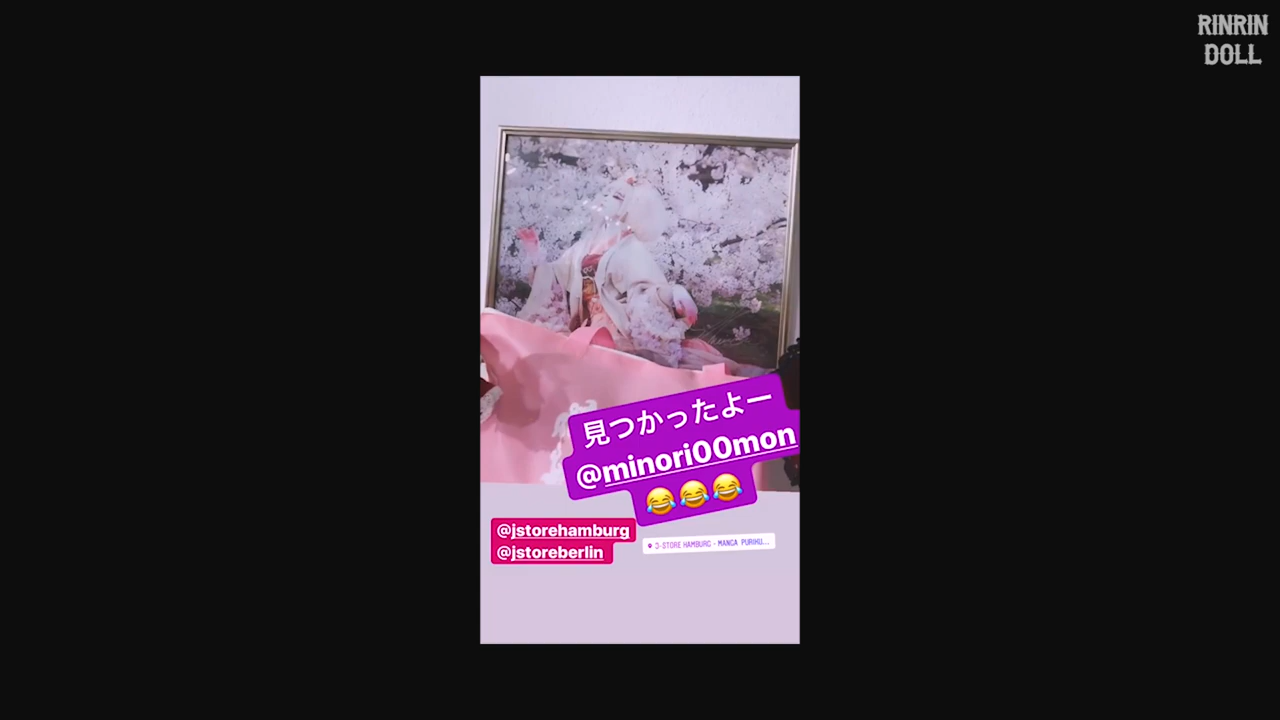 RINRIN
DOLL
見つかったよー
@minori00mon
😂😂😂
@jstorehamburg
@jstoreberlin
J-STORE HAMBURG - MANGA PURIKU...